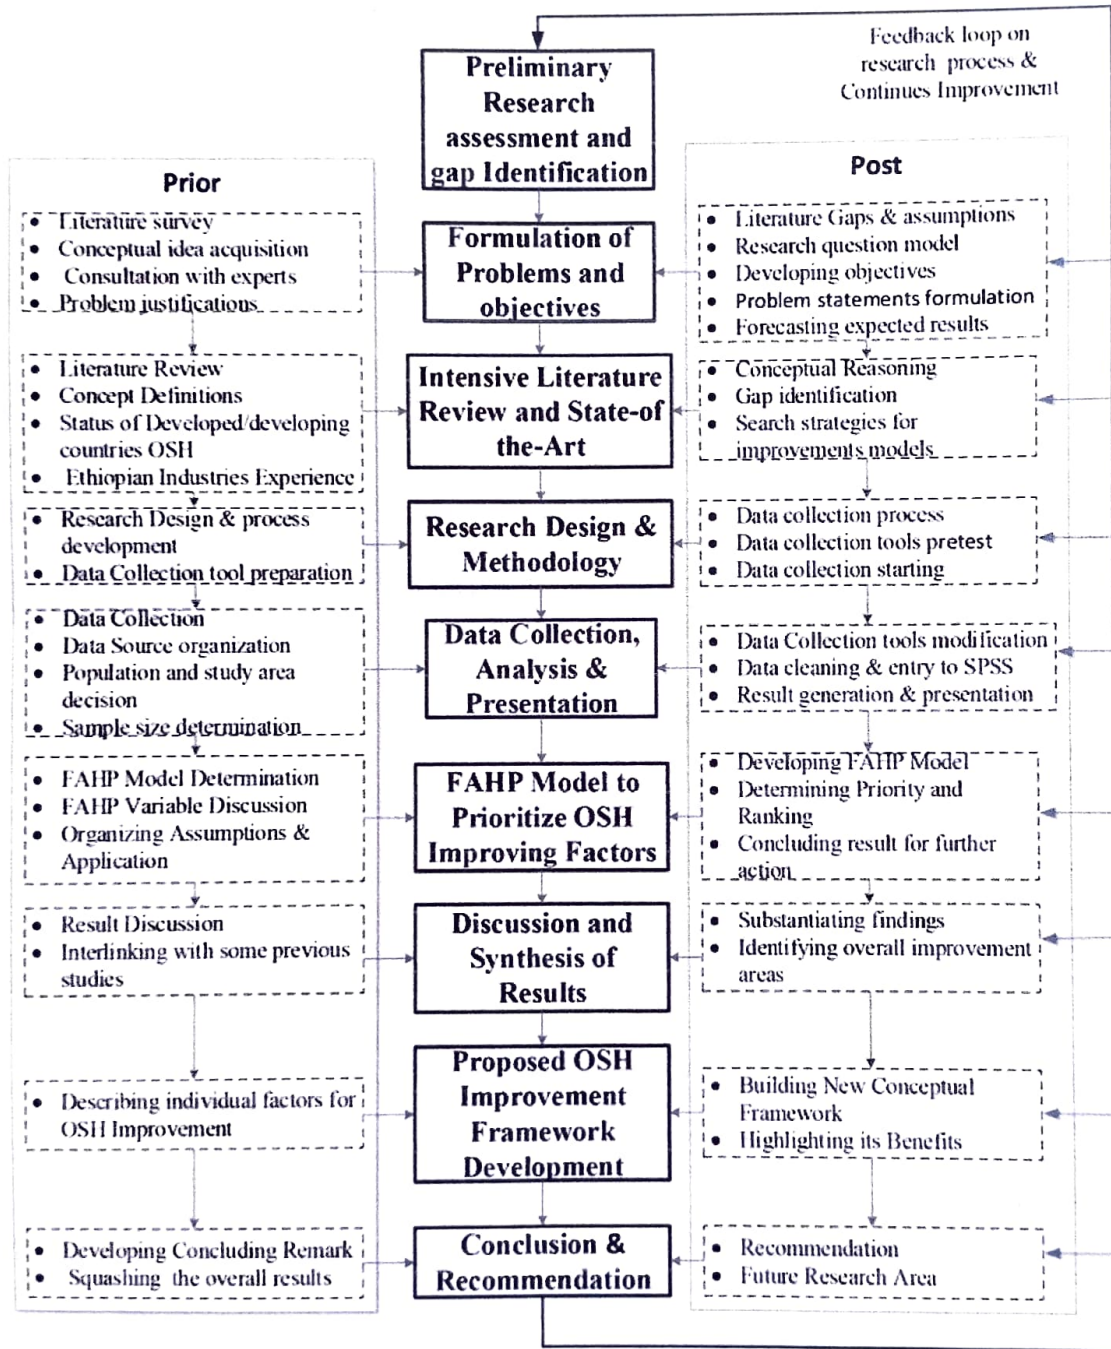 Feedback loop on
research process &
Continues Improvement
Preliminary
Research
assessment and
gap Identification
Prior
• Literature survey
• Conceptual idea acquisition
• Consultation with experts
• Problem justifications
• Literature Review
• Concept Definitions
• Status of Developed/developing
countries OSH
• Ethiopian Industries Experience
• Research Design & process
development
• Data Collection tool preparation
• Data Collection
• Data Source organization
• Population and study area
decision
• Sample size determination
• FAHP Model Determination
• FAHP Variable Discussion
• Organizing Assumptions &
Application
• Result Discussion
• Interlinking with some previous
studies
• Describing individual factors for
OSH Improvement
• Developing Concluding Remark
• Squashing the overall results
Formulation of
Problems and
objectives
Intensive Literature
Review and State-of
the-Art
Research Design &
Methodology
Data Collection,
Analysis &
Presentation
FAHP Model to
Prioritize OSH
Improving Factors
Discussion and
Synthesis of
Results
Proposed OSH
Improvement
Framework
Development
Conclusion &
Recommendation
Post
• Literature Gaps & assumptions
• Research question model
• Developing objectives
• Problem statements formulation
• Forecasting expected results
• Conceptual Reasoning
• Gap identification
• Search strategies for
improvements models
• Data collection process
• Data collection tools pretest
• Data collection starting
• Data Collection tools modification
• Data cleaning & entry to SPSS
• Result generation & presentation
• Developing FAHP Model
• Determining Priority and
Ranking
• Concluding result for further
action
• Substantiating findings
• Identifying overall improvement
areas
• Building New Conceptual
Framework
• Highlighting its Benefits
• Recommendation
• Future Research Area